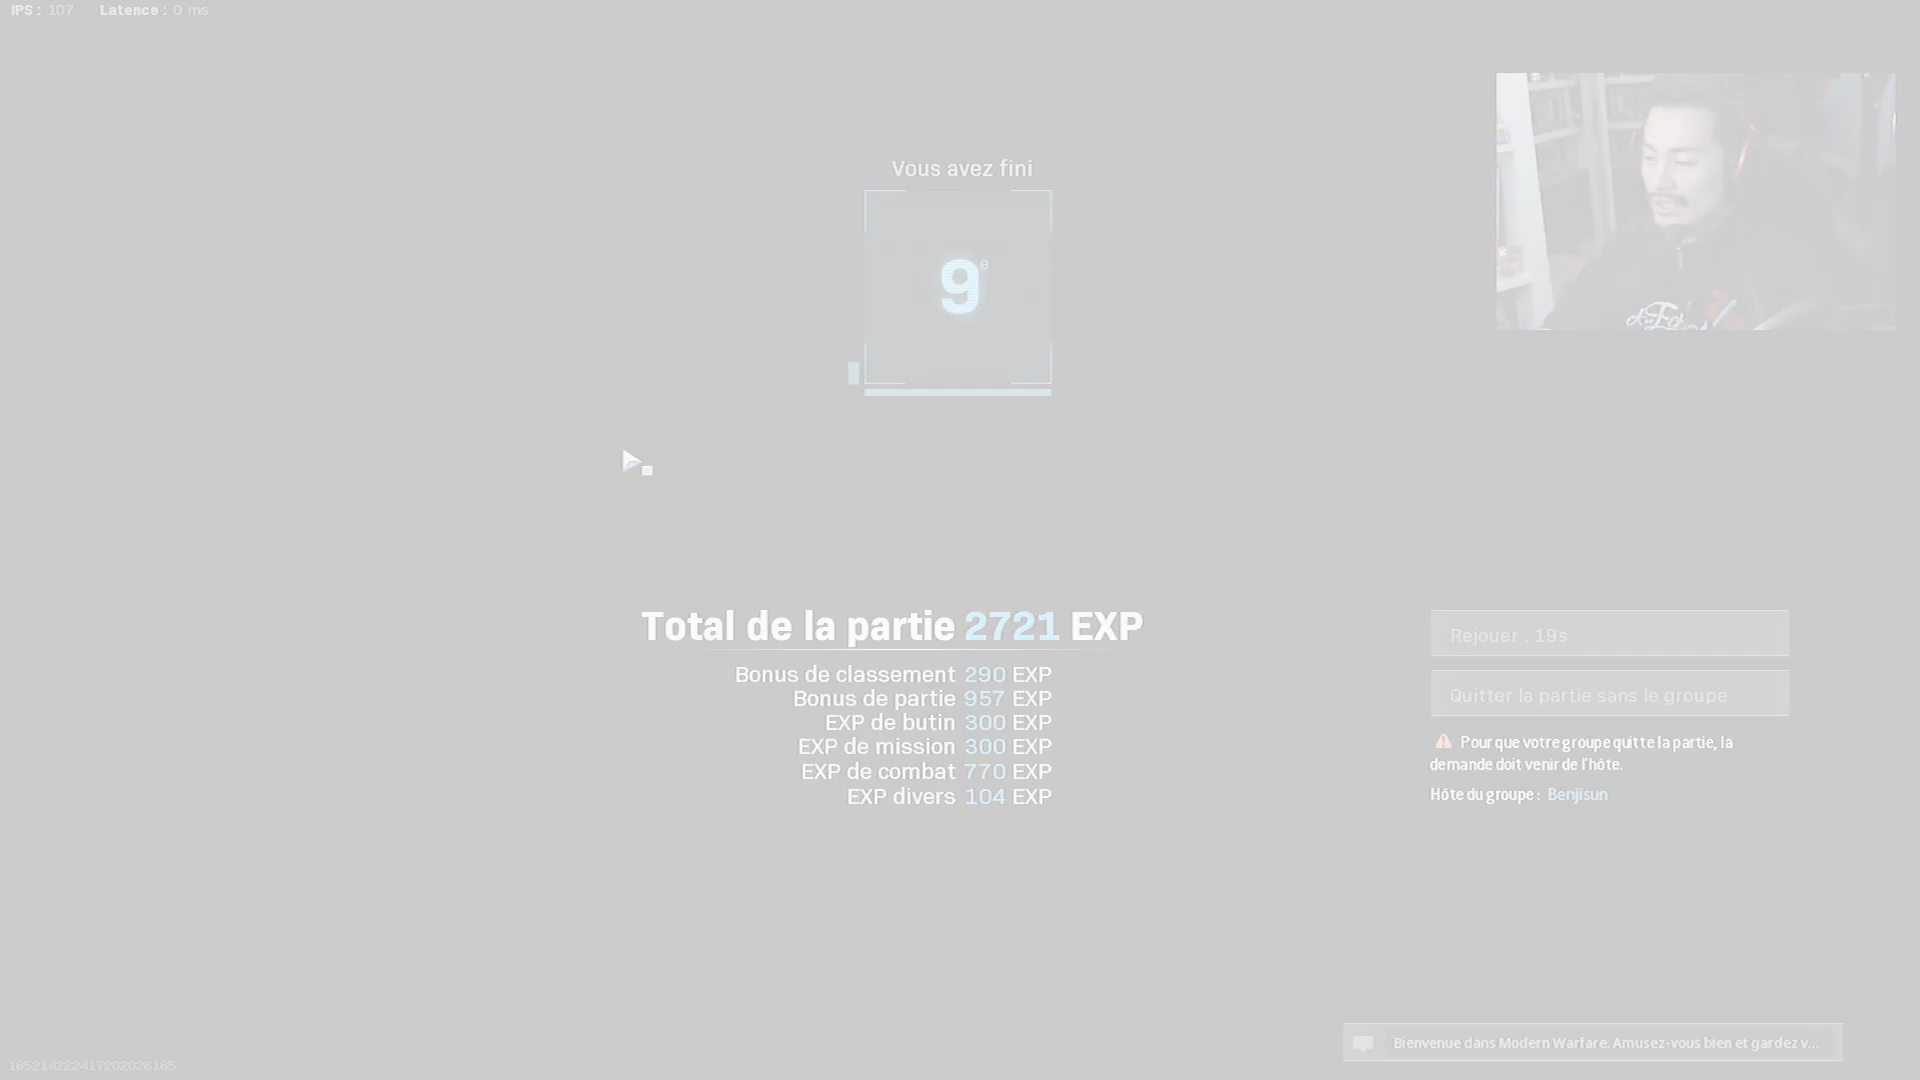 IPS : 107 Latence : 0 ms
Vous avez fini
9e
Total de la partie 2721 EXP
Bonus de classement 290 EXP
Bonus de partie 957 EXP
EXP de butin 300 EXP
EXP de mission 300 EXP
EXP de combat 770 EXP
EXP divers 104 EXP
Rejouer : 19s
Quitter la partie sans le groupe
Pour que votre groupe quitte la partie, la
demande doit venir de l'hôte.
Hôte du groupe : Benjisun
Bienvenue dans Modern Warfare. Amusez-vous bien et gardez v...
165214222417202026165